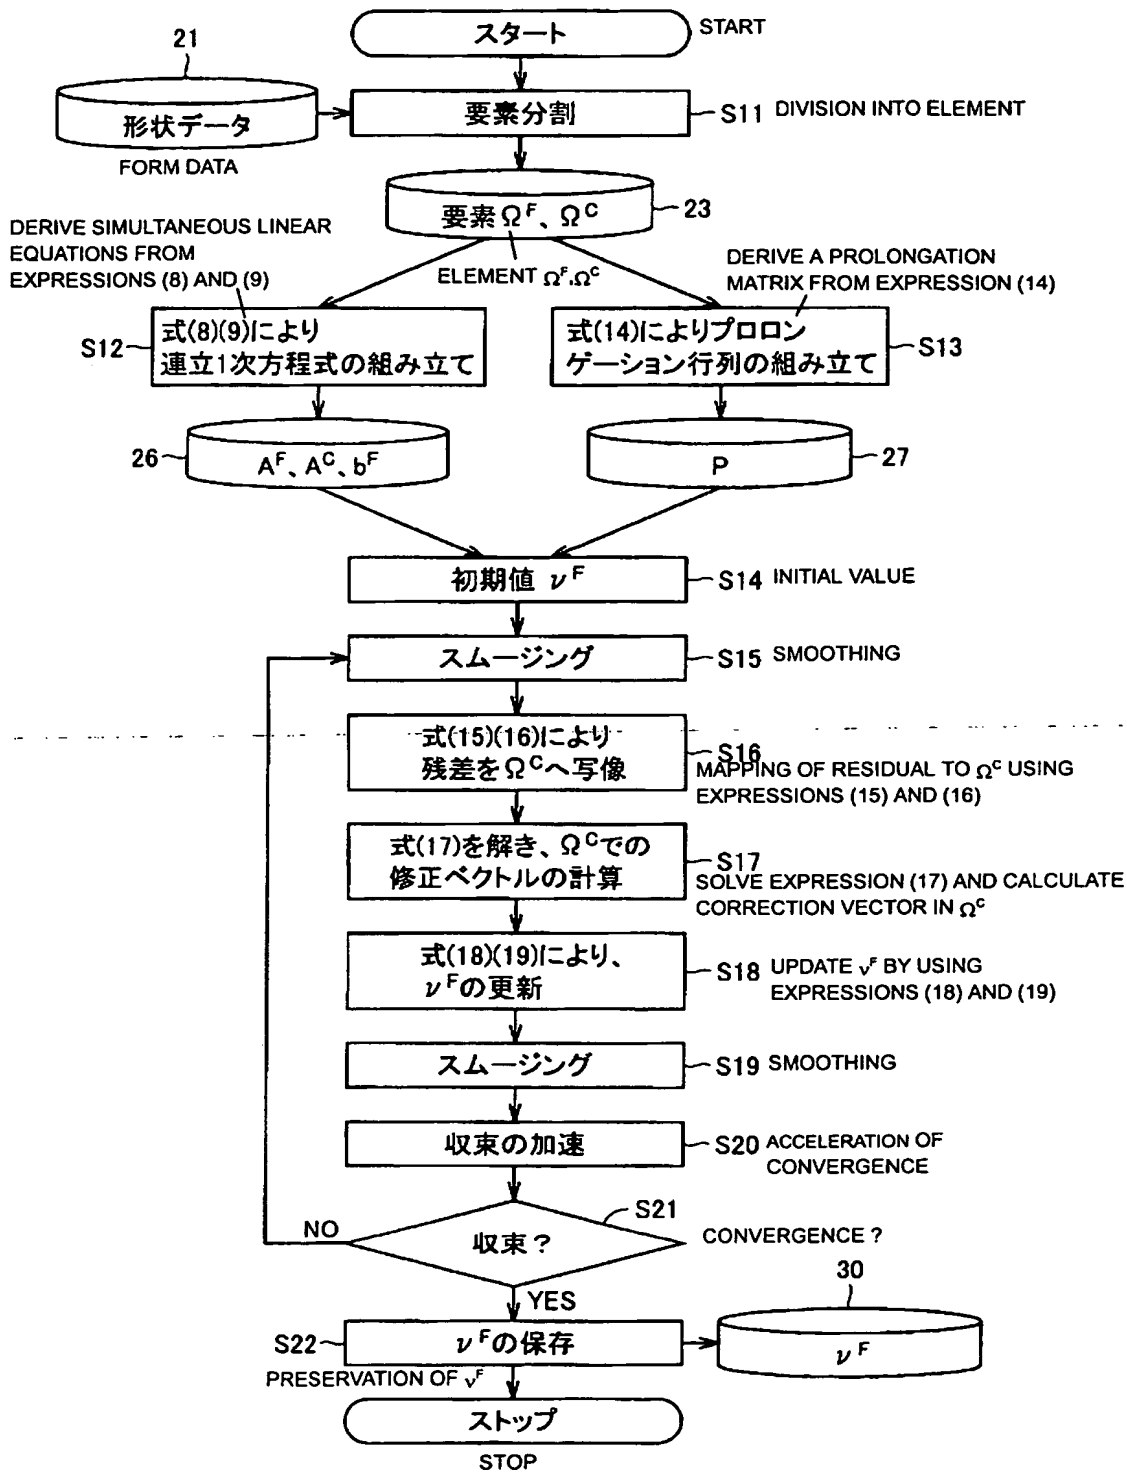 スタート
START
21
形状データ
FORM DATA
要素分割
S11 DIVISION INTO ELEMENT
要素 Ω^F、Ω^C
23
ELEMENT Ω^F,Ω^C
DERIVE SIMULTANEOUS LINEAR
EQUATIONS FROM
EXPRESSIONS (8) AND (9)
DERIVE A PROLONGATION
MATRIX FROM EXPRESSION (14)
S12
式(8)(9)により
連立1次方程式の組み立て
式(14)によりプロロン
ゲーション行列の組み立て
S13
26
A^F、A^C、b^F
P
27
初期値 ν^F
S14 INITIAL VALUE
スムージング
S15 SMOOTHING
式(15)(16)により
残差をΩ^Cへ写像
S16
MAPPING OF RESIDUAL TO Ω^C USING
EXPRESSIONS (15) AND (16)
式(17)を解き、Ω^Cでの
修正ベクトルの計算
S17
SOLVE EXPRESSION (17) AND CALCULATE
CORRECTION VECTOR IN Ω^C
式(18)(19)により、
ν^Fの更新
S18 UPDATE ν^F BY USING
EXPRESSIONS (18) AND (19)
スムージング
S19 SMOOTHING
収束の加速
S20 ACCELERATION OF
CONVERGENCE
S21
NO
収束？
CONVERGENCE ?
YES
30
S22
ν^Fの保存
ν^F
PRESERVATION OF ν^F
ストップ
STOP